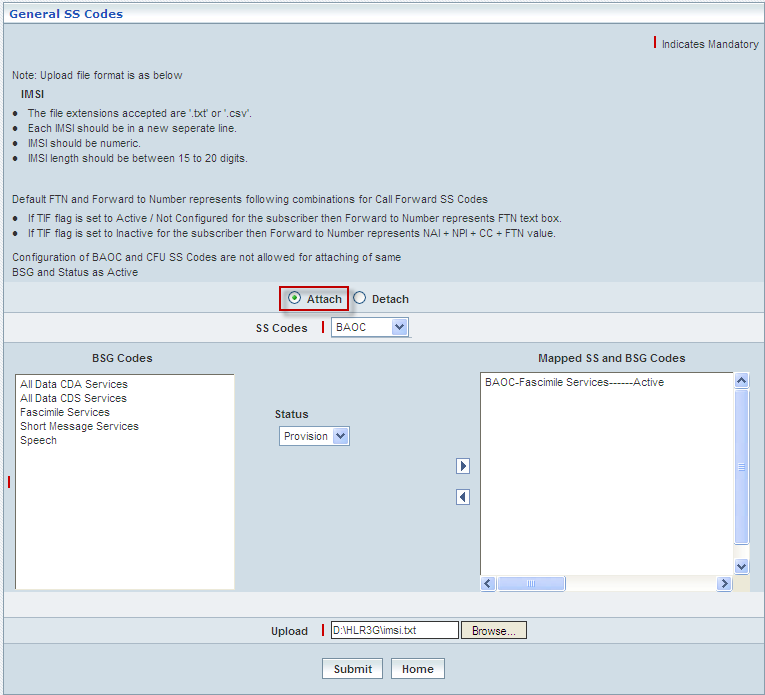 General SS Codes
Indicates Mandatory
Note: Upload file format is as below
IMSI
● The file extensions accepted are '.txt' or '.csv'.
● Each IMSI should be in a new seperate line.
● IMSI should be numeric.
● IMSI length should be between 15 to 20 digits.
Default FTN and Forward to Number represents following combinations for Call Forward SS Codes
● If TIF flag is set to Active / Not Configured for the subscriber then Forward to Number represents FTN text box.
● If TIF flag is set to Inactive for the subscriber then Forward to Number represents NAI + NPI + CC + FTN value.
Configuration of BAOC and CFU SS Codes are not allowed for attaching of same
BSG and Status as Active
Attach Detach
SS Codes BAOC
BSG Codes
All Data CDA Services
All Data CDS Services
Fascimile Services
Short Message Services
Speech
Status
Provision
Mapped SS and BSG Codes
BAOC-Fascimile Services------Active
Upload D:\HLR3G\imsi.txt Browse...
Submit Home